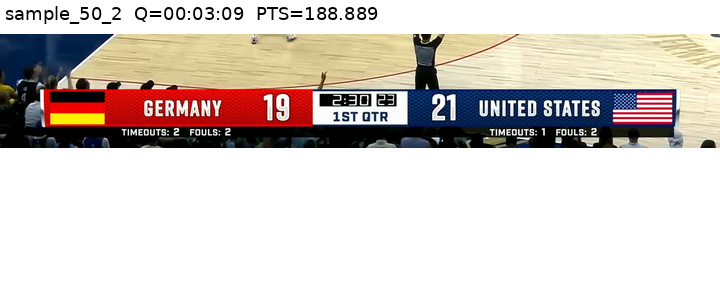 sample_50_2 Q=00:03:09 PTS=188.889
GERMANY 19 2:30 23 21 UNITED STATES
1ST QTR
TIMEOUTS: 2 FOULS: 2 TIMEOUTS: 1 FOULS: 2